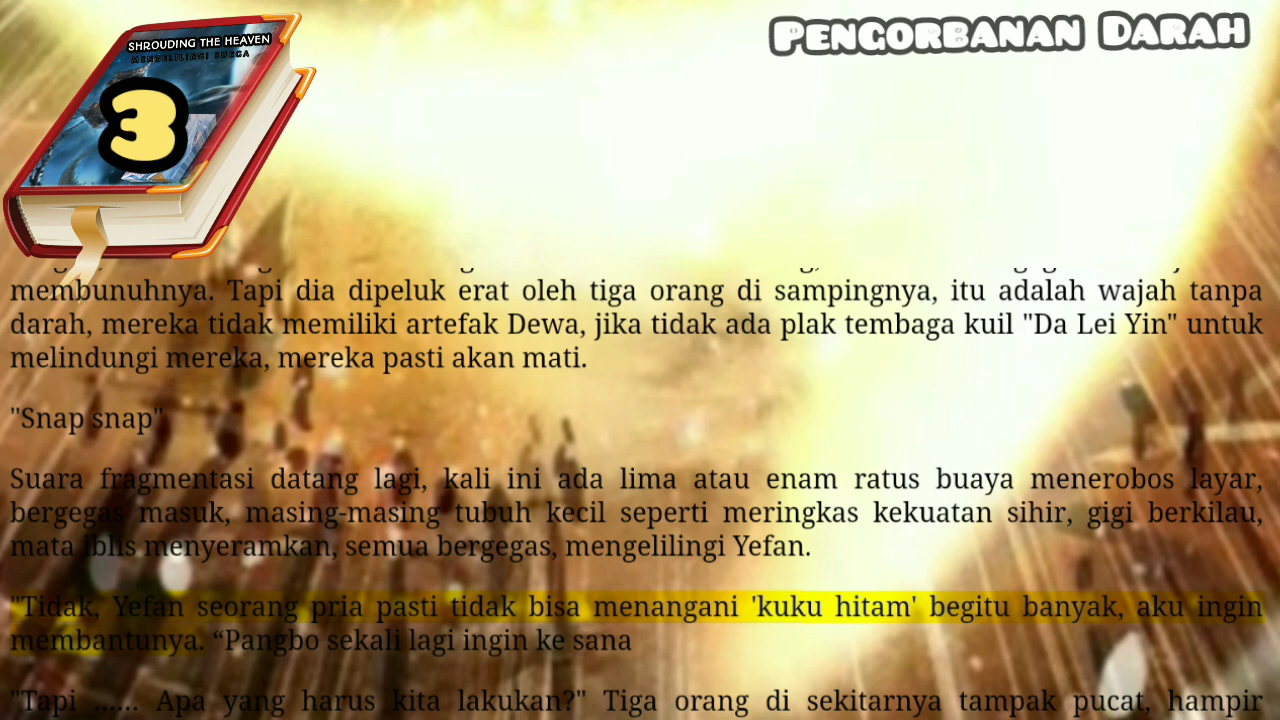 PENGORBANAN DARAH
SHROUDING THE HEAVEN
MENGELILINGI SURGA
3
membunuhnya. Tapi dia dipeluk erat oleh tiga orang di sampingnya, itu adalah wajah tanpa
darah, mereka tidak memiliki artefak Dewa, jika tidak ada plak tembaga kuil "Da Lei Yin" untuk
melindungi mereka, mereka pasti akan mati.
"Snap snap"
Suara fragmentasi datang lagi, kali ini ada lima atau enam ratus buaya menerobos layar,
bergegas masuk, masing-masing tubuh kecil seperti meringkas kekuatan sihir, gigi berkilau,
mata iblis menyeramkan, semua bergegas, mengelilingi Yefan.
"Tidak, Yefan seorang pria pasti tidak bisa menangani 'kuku hitam' begitu banyak, aku ingin
membantunya. “Pangbo sekali lagi ingin ke sana
"Tapi ...... Apa yang harus kita lakukan?" Tiga orang di sekitarnya tampak pucat, hampir